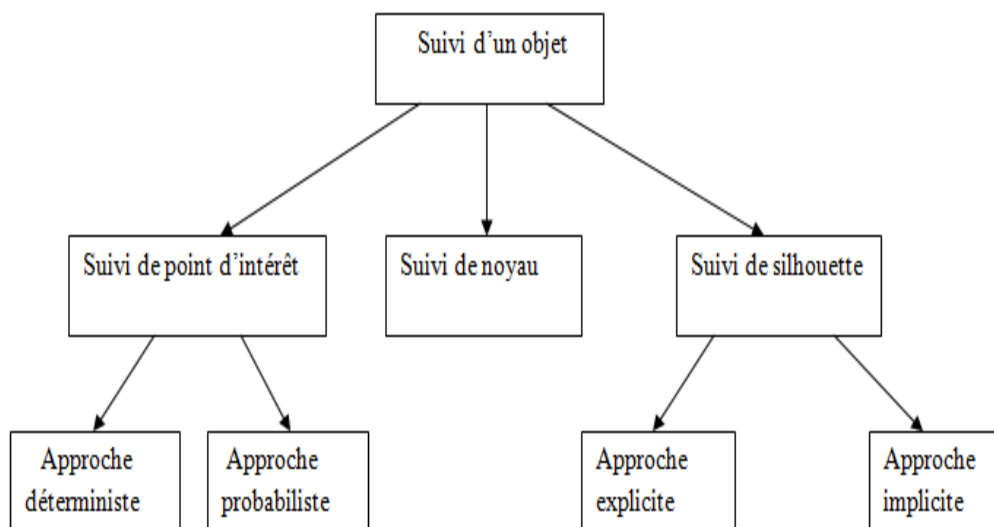 Suivi d'un objet
Suivi de point d'intérêt
Suivi de noyau
Suivi de silhouette
Approche
déterministe
Approche
probabiliste
Approche
explicite
Approche
implicite